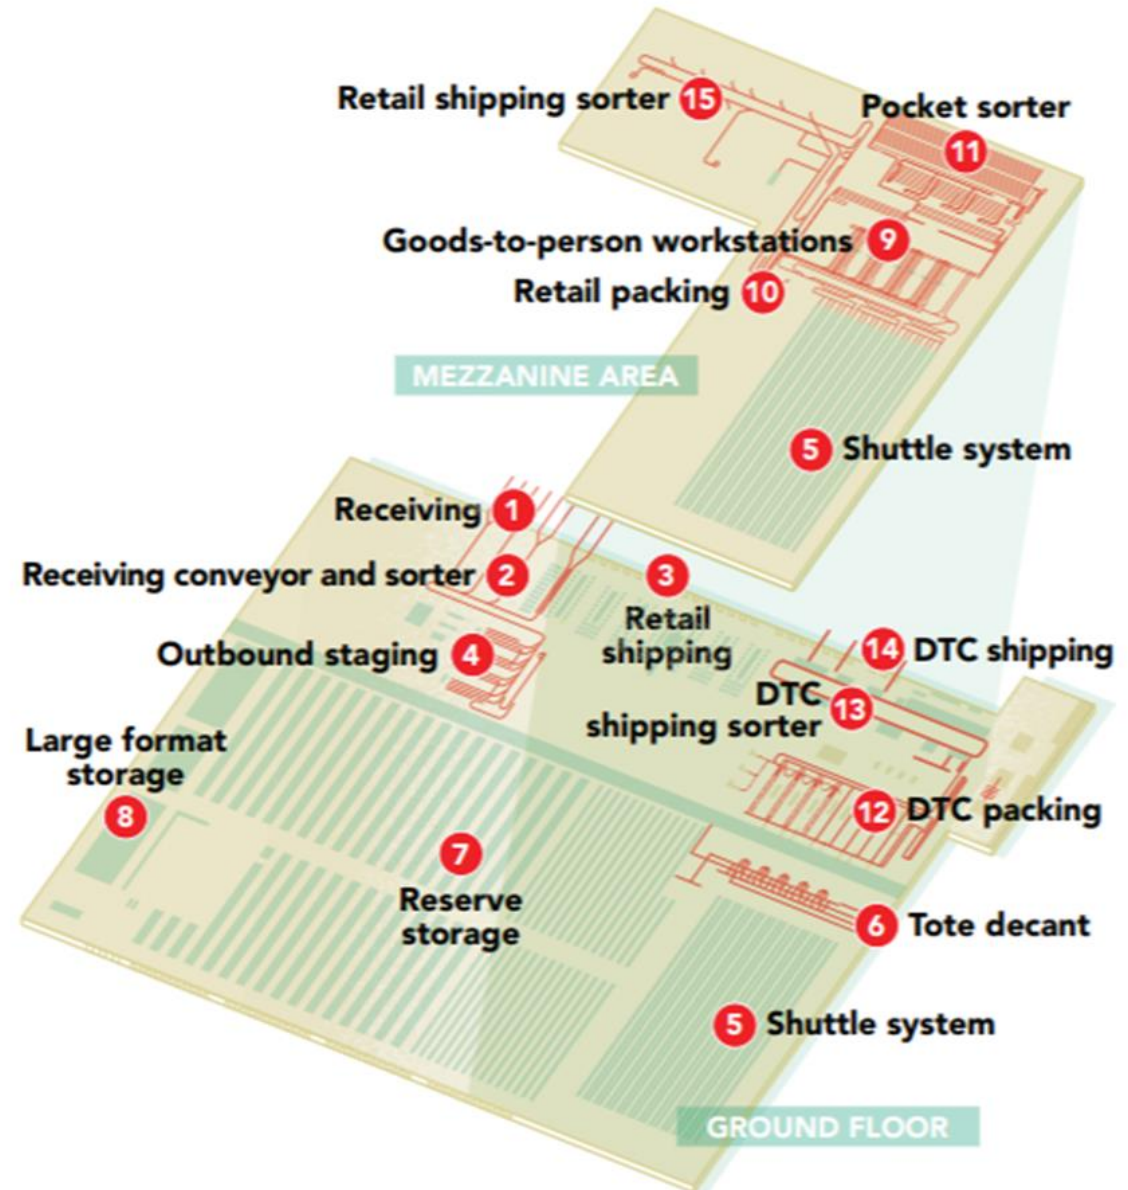 Retail shipping sorter 15
Pocket sorter
11
Goods-to-person workstations 9
Retail packing 10
MEZZANINE AREA
5 Shuttle system
Receiving 1
Receiving conveyor and sorter 2
3
Retail
shipping
Outbound staging 4
14 DTC shipping
DTC
shipping sorter 13
Large format
storage
8
12 DTC packing
7
Reserve
storage
6 Tote decant
5 Shuttle system
GROUND FLOOR